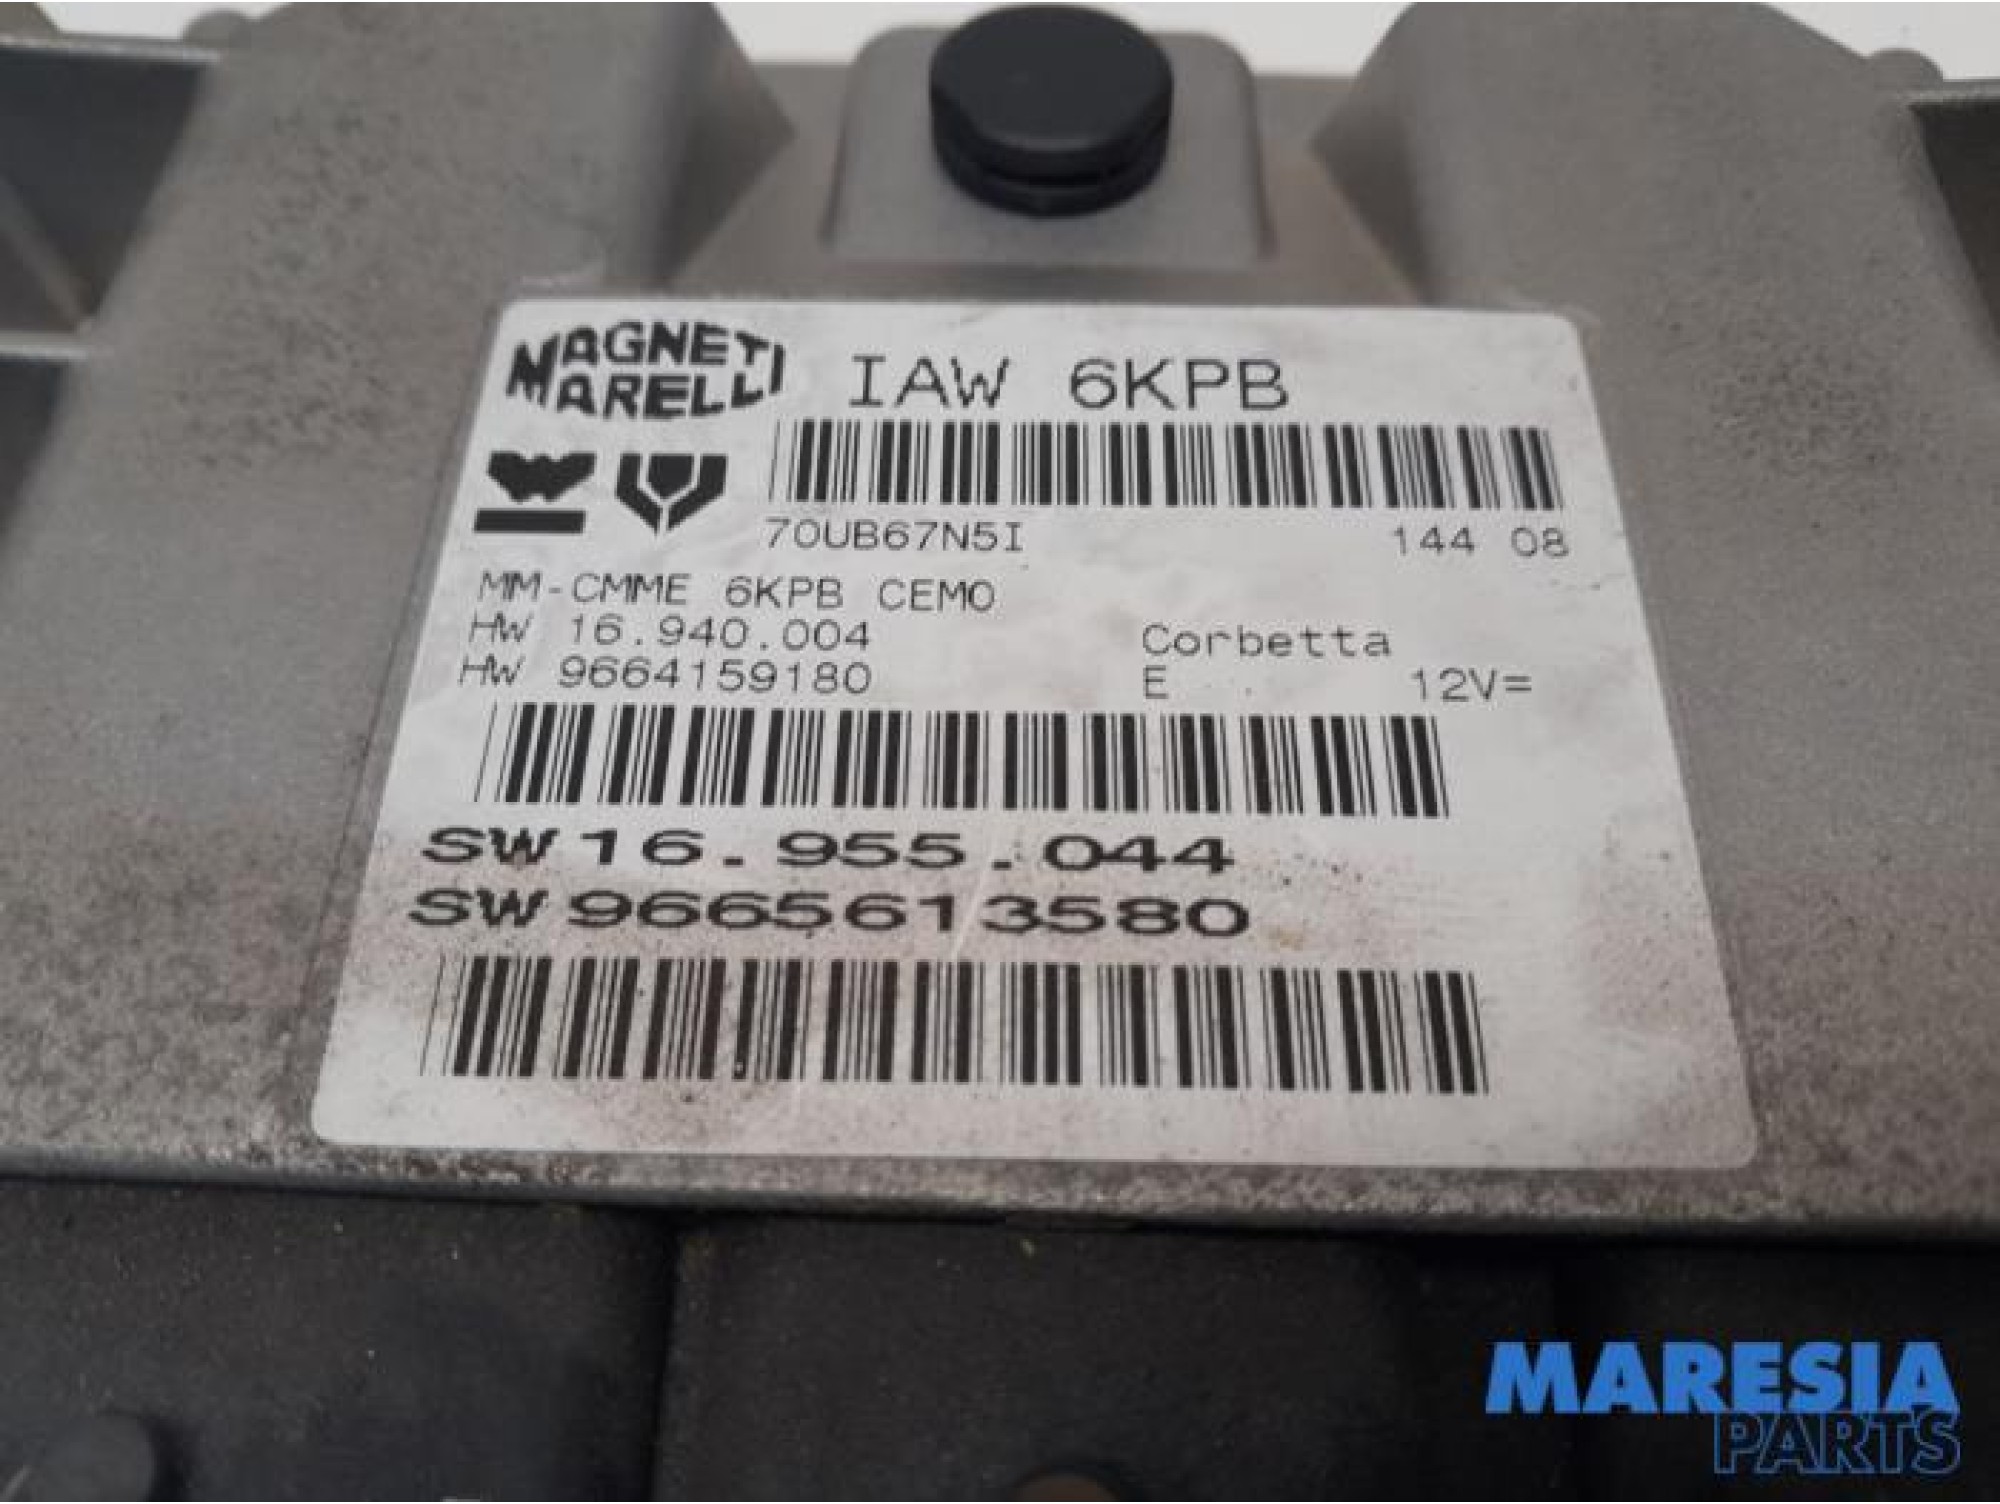 MAGNETI
MARELLI
IAW 6KPB
70UB67N5I 144 08
MM-CMME 6KPB CEM0
HW 16.940.004 Corbetta
HW 9664159180 E 12V=
SW 16.955.044
SW 9665613580
MARESIA
PARTS